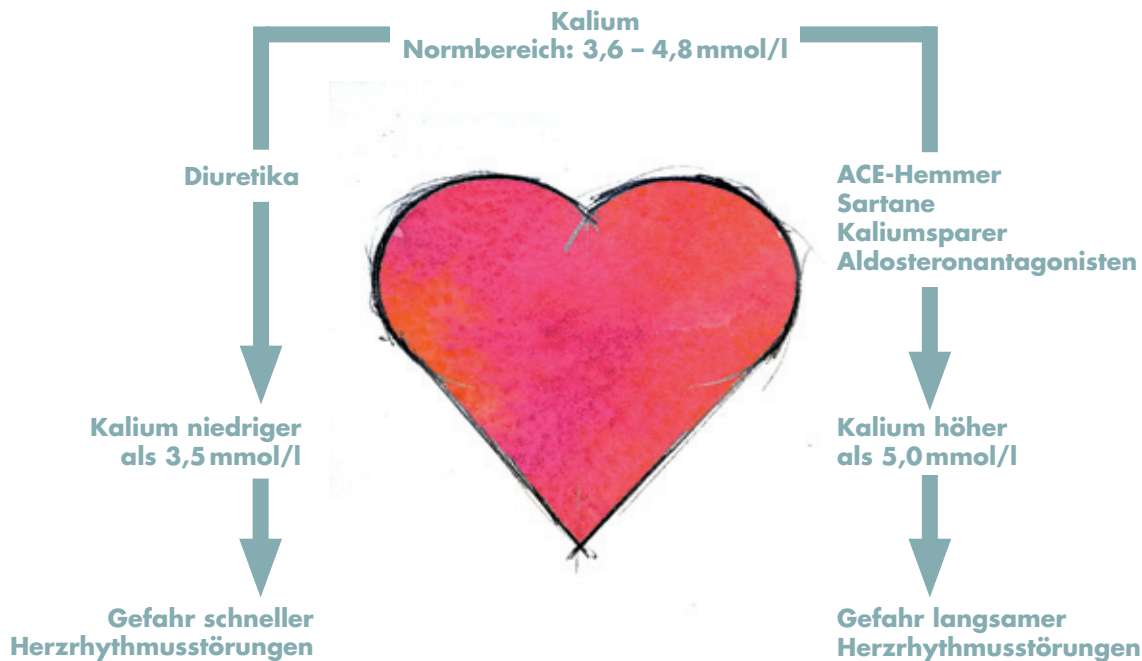 Kalium
Normbereich: 3,6 – 4,8 mmol/l
Diuretika
Kalium niedriger
als 3,5 mmol/l
Gefahr schneller
Herzrhythmusstörungen
ACE-Hemmer
Sartane
Kaliumsparer
Aldosteronantagonisten
Kalium höher
als 5,0 mmol/l
Gefahr langsamer
Herzrhythmusstörungen